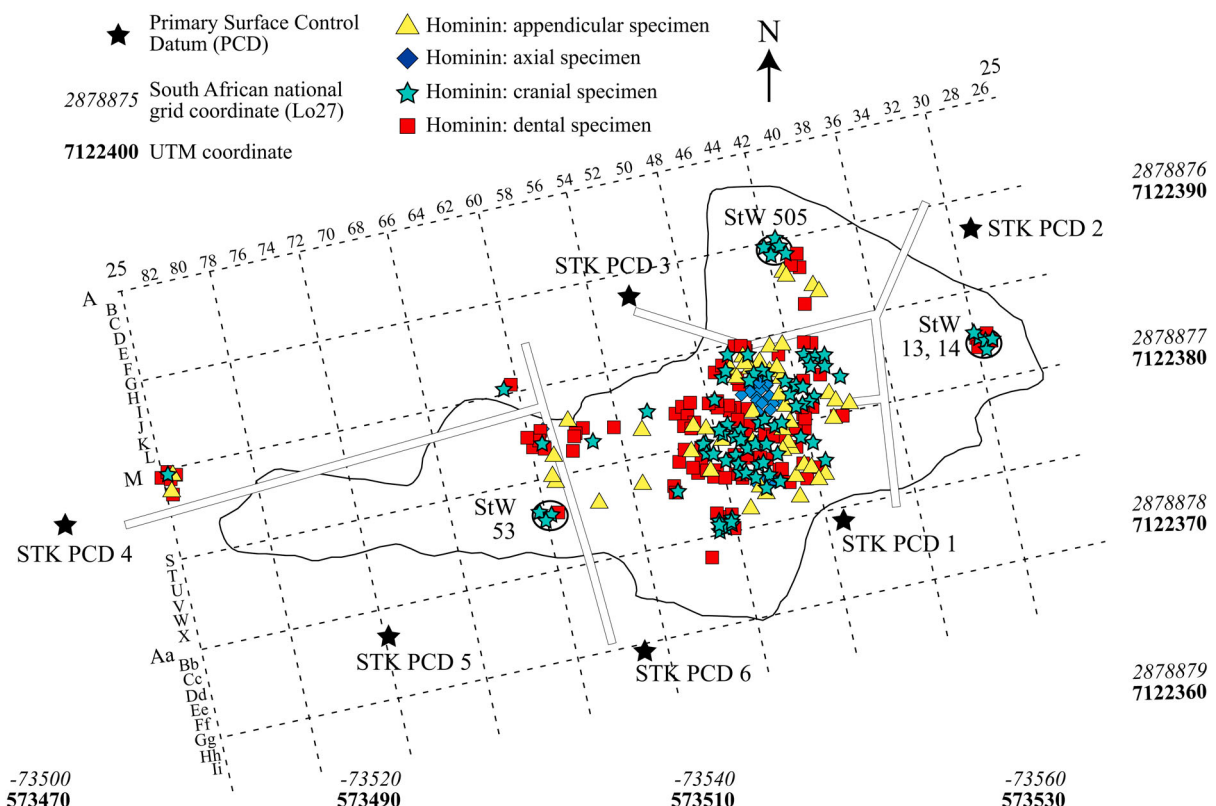 Primary Surface Control
Datum (PCD)
2878875 South African national
grid coordinate (Lo27)
7122400 UTM coordinate
Hominin: appendicular specimen
Hominin: axial specimen
Hominin: cranial specimen
Hominin: dental specimen
N
25
25 82 80 78 76 74 72 70 68 66 64 62 60 58 56 54 52 50 48 46 44 42 40 38 36 34 32 30 28 26
A
B
C
D
E
F
G
H
I
J
K
L
M
S
T
U
V
W
X
Aa
Bb
Cc
Dd
Ee
Ff
Gg
Hh
Ii
StW 505
STK PCD 2
STK PCD 3
StW
13, 14
StW
53
STK PCD 4
STK PCD 1
STK PCD 5
STK PCD 6
2878876
7122390
2878877
7122380
2878878
7122370
2878879
7122360
-73500
573470
-73520
573490
-73540
573510
-73560
573530